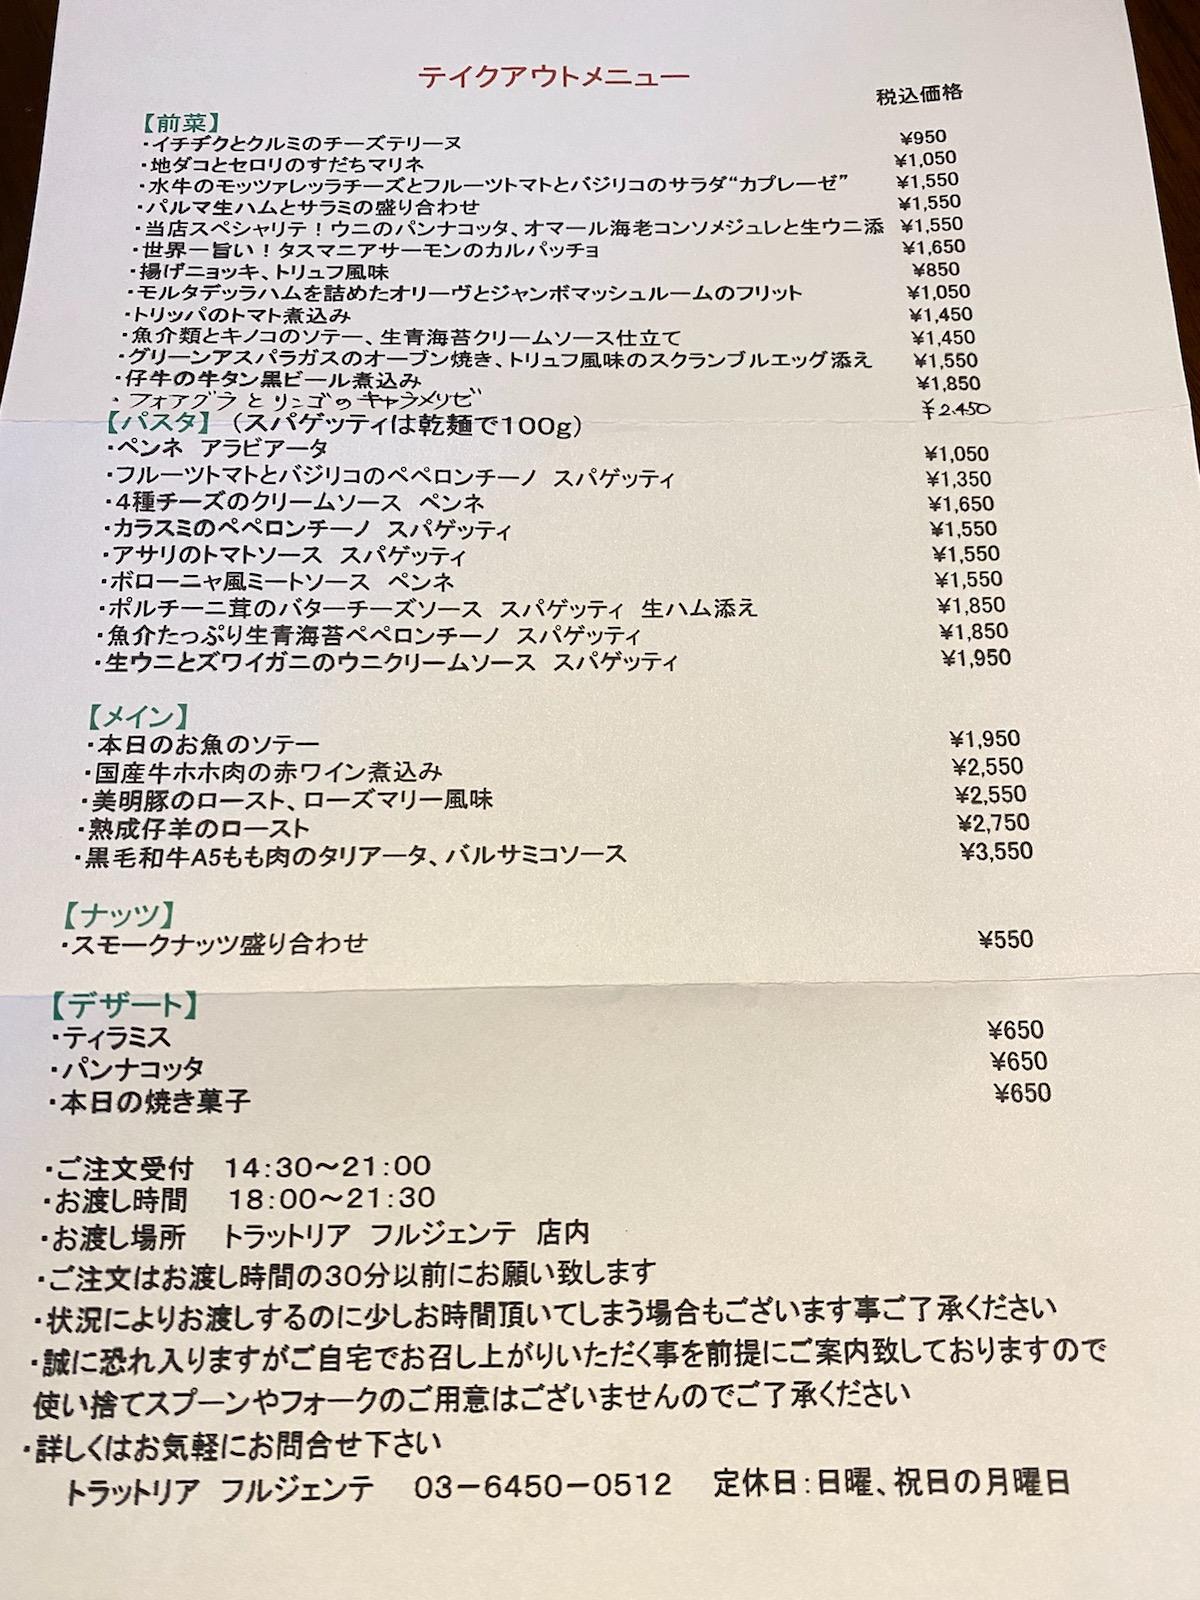 テイクアウトメニュー
税込価格
【前菜】
・イチヂクとクルミのチーズテリーヌ ¥950
・地ダコとセロリのすだちマリネ ¥1,050
・水牛のモッツァレッラチーズとフルーツトマトとバジリコのサラダ“カプレーゼ” ¥1,550
・パルマ生ハムとサラミの盛り合わせ ¥1,550
・当店スペシャリテ！ウニのパンナコッタ、オマール海老コンソメジュレと生ウニ添 ¥1,550
・世界一旨い！タスマニアサーモンのカルパッチョ ¥1,650
・揚げニョッキ、トリュフ風味 ¥850
・モルタデッラハムを詰めたオリーヴとジャンボマッシュルームのフリット ¥1,050
・トリッパのトマト煮込み ¥1,450
・魚介類とキノコのソテー、生青海苔クリームソース仕立て ¥1,450
・グリーンアスパラガスのオーブン焼き、トリュフ風味のスクランブルエッグ添え ¥1,550
・仔牛の牛タン黒ビール煮込み ¥1,850
・フォアグラとリンゴのキャラメリゼ ¥2.450
【パスタ】（スパゲッティは乾麺で100g）
・ペンネ　アラビアータ ¥1,050
・フルーツトマトとバジリコのペペロンチーノ　スパゲッティ ¥1,350
・4種チーズのクリームソース　ペンネ ¥1,650
・カラスミのペペロンチーノ　スパゲッティ ¥1,550
・アサリのトマトソース　スパゲッティ ¥1,550
・ボローニャ風ミートソース　ペンネ ¥1,550
・ポルチーニ茸のバターチーズソース　スパゲッティ　生ハム添え ¥1,850
・魚介たっぷり生青海苔ペペロンチーノ　スパゲッティ ¥1,850
・生ウニとズワイガニのウニクリームソース　スパゲッティ ¥1,950
【メイン】
・本日のお魚のソテー ¥1,950
・国産牛ホホ肉の赤ワイン煮込み ¥2,550
・美明豚のロースト、ローズマリー風味 ¥2,550
・熟成仔羊のロースト ¥2,750
・黒毛和牛A5もも肉のタリアータ、バルサミコソース ¥3,550
【ナッツ】
・スモークナッツ盛り合わせ ¥550
【デザート】
・ティラミス ¥650
・パンナコッタ ¥650
・本日の焼き菓子 ¥650
・ご注文受付　14:30～21:00
・お渡し時間　18:00～21:30
・お渡し場所　トラットリア　フルジェンテ　店内
・ご注文はお渡し時間の30分以前にお願い致します
・状況によりお渡しするのに少しお時間頂いてしまう場合もございます事ご了承ください
・誠に恐れ入りますがご自宅でお召し上がりいただく事を前提にご案内致しておりますので
使い捨てスプーンやフォークのご用意はございませんのでご了承ください
・詳しくはお気軽にお問合せ下さい
トラットリア　フルジェンテ　03－6450－0512　定休日：日曜、祝日の月曜日